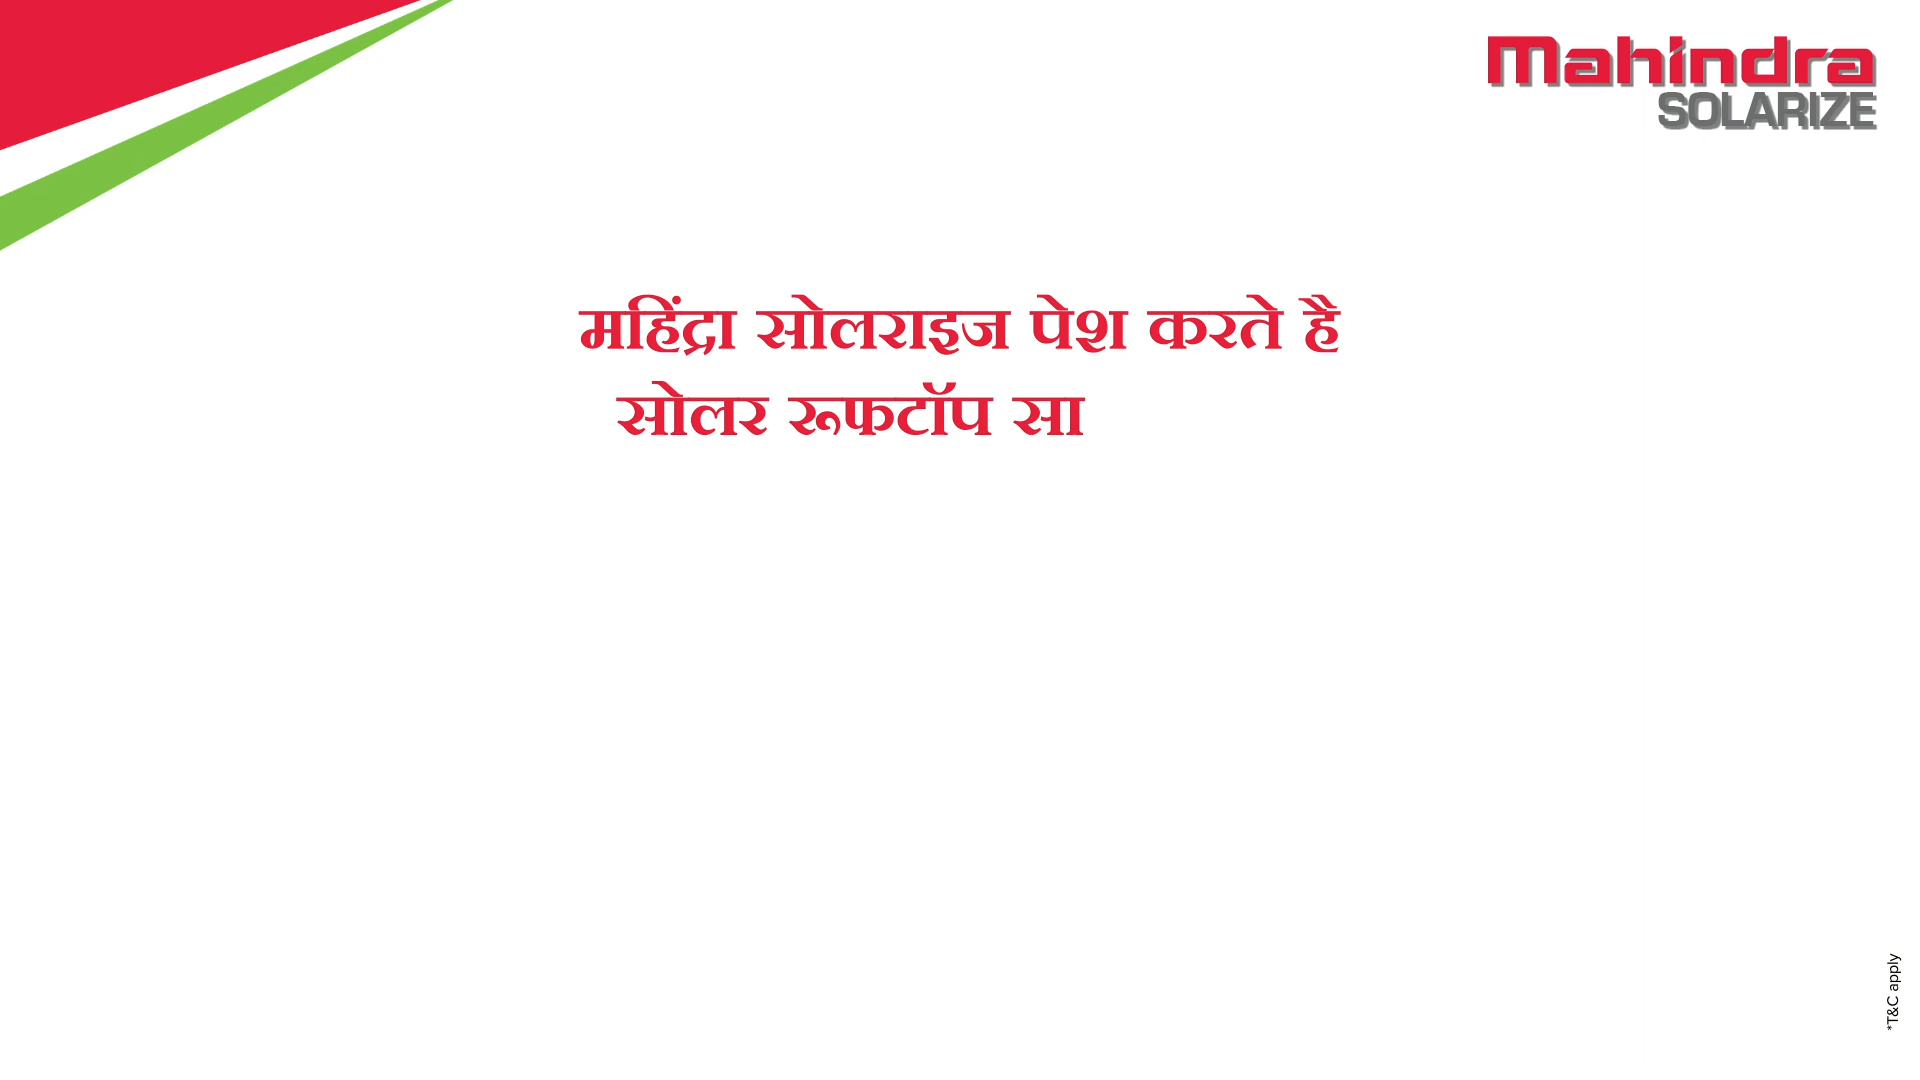 Mahindra
SOLARIZE
महिंद्रा सोलराइज पेश करते है
सोलर रूफटॉप सा
*T&C apply